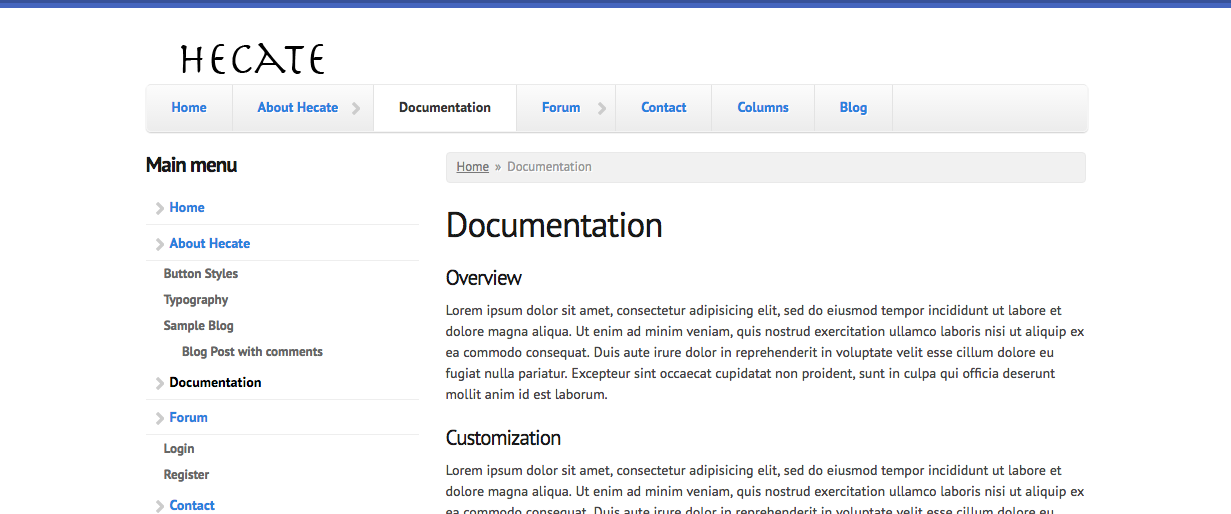 HECATE
Home About Hecate Documentation Forum Contact Columns Blog
Main menu
Home
About Hecate
Button Styles
Typography
Sample Blog
Blog Post with comments
Documentation
Forum
Login
Register
Contact
Home » Documentation
Documentation
Overview
Lorem ipsum dolor sit amet, consectetur adipisicing elit, sed do eiusmod tempor incididunt ut labore et
dolore magna aliqua. Ut enim ad minim veniam, quis nostrud exercitation ullamco laboris nisi ut aliquip ex
ea commodo consequat. Duis aute irure dolor in reprehenderit in voluptate velit esse cillum dolore eu
fugiat nulla pariatur. Excepteur sint occaecat cupidatat non proident, sunt in culpa qui officia deserunt
mollit anim id est laborum.
Customization
Lorem ipsum dolor sit amet, consectetur adipisicing elit, sed do eiusmod tempor incididunt ut labore et
dolore magna aliqua. Ut enim ad minim veniam, quis nostrud exercitation ullamco laboris nisi ut aliquip ex
ea commodo consequat. Duis aute irure dolor in reprehenderit in voluptate velit esse cillum dolore eu